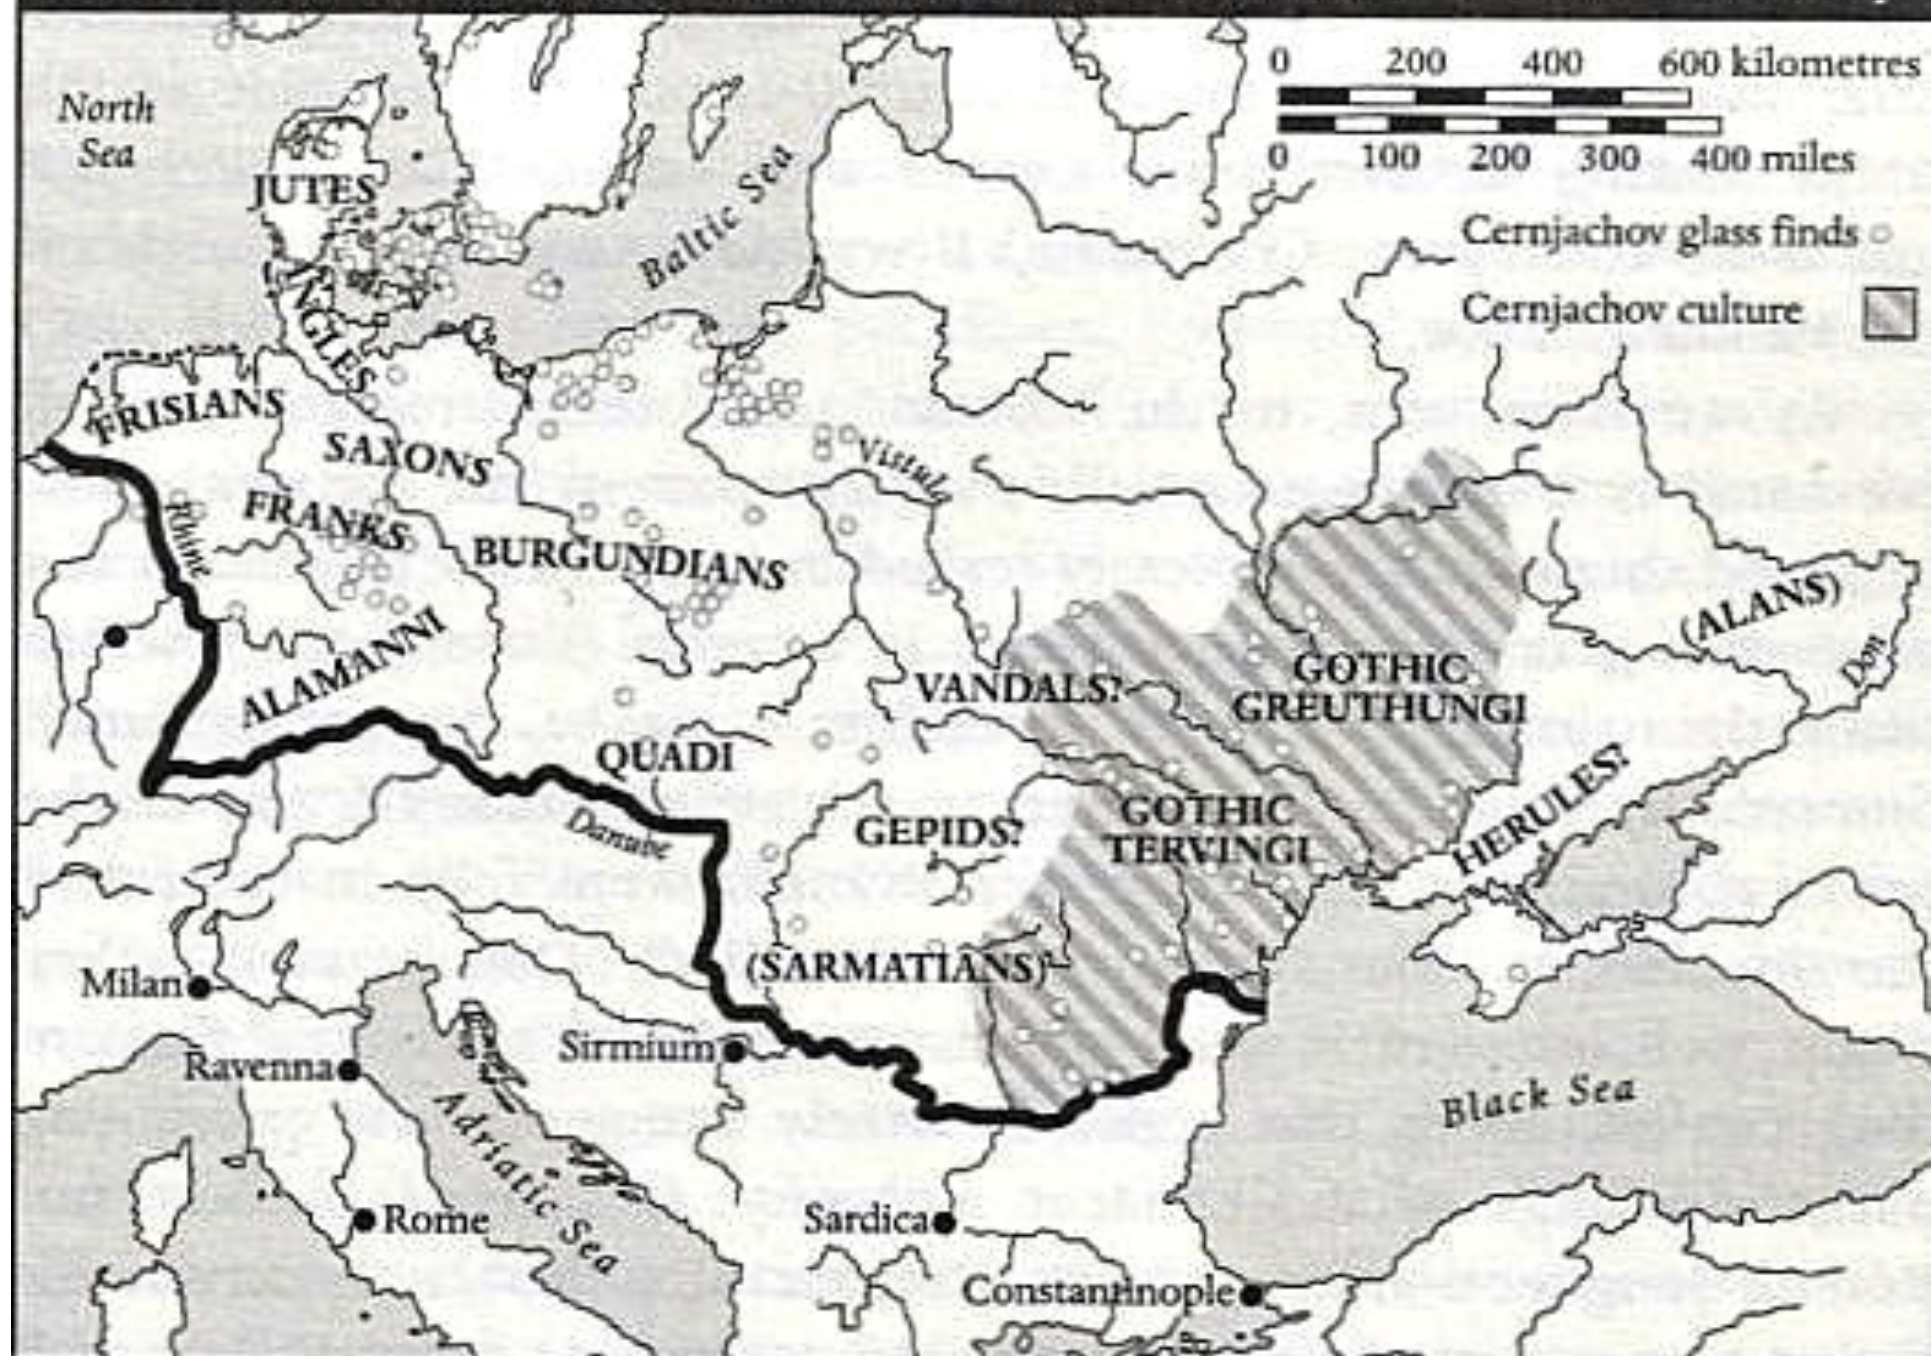 0 200 400 600 kilometres
0 100 200 300 400 miles
Cernjachov glass finds
Cernjachov culture
North
Sea
JUTES
Baltic Sea
ANGLES
FRISIANS
SAXONS
Vistula
FRANKS
Rhine
BURGUNDIANS
(ALANS)
Don
ALAMANNI
VANDALS?
GOTHIC
GREUTHUNGI
QUADI
HERULES?
Danube
GEPIDS?
GOTHIC
TERVINGI
(SARMATIANS)
Milan
Sirmium
Ravenna
Adriatic Sea
Black Sea
Rome
Sardica
Constantinople